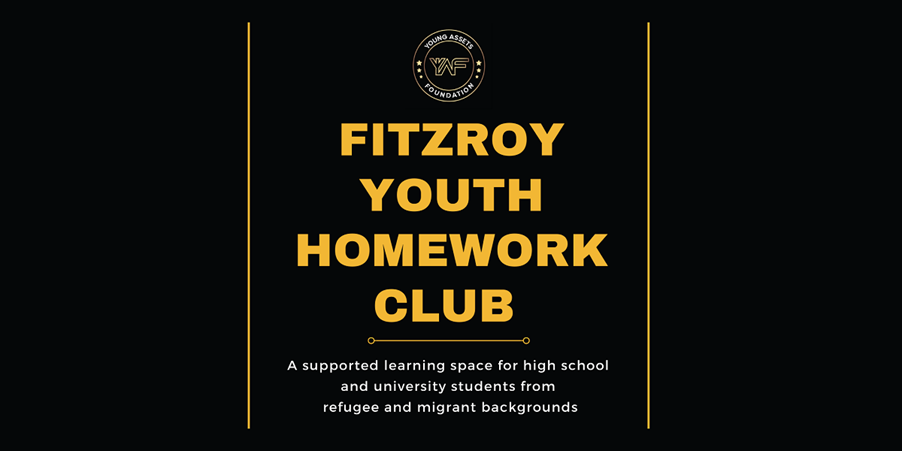 YOUNG ASSETS
YAF
FOUNDATION
FITZROY
YOUTH
HOMEWORK
CLUB
A supported learning space for high school
and university students from
refugee and migrant backgrounds